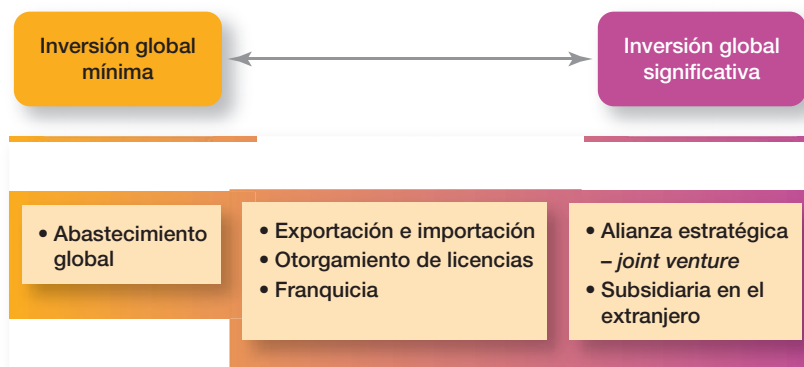 Inversión global
mínima
Inversión global
significativa
• Abastecimiento
global
• Exportación e importación
• Otorgamiento de licencias
• Franquicia
• Alianza estratégica
– joint venture
• Subsidiaria en el
extranjero